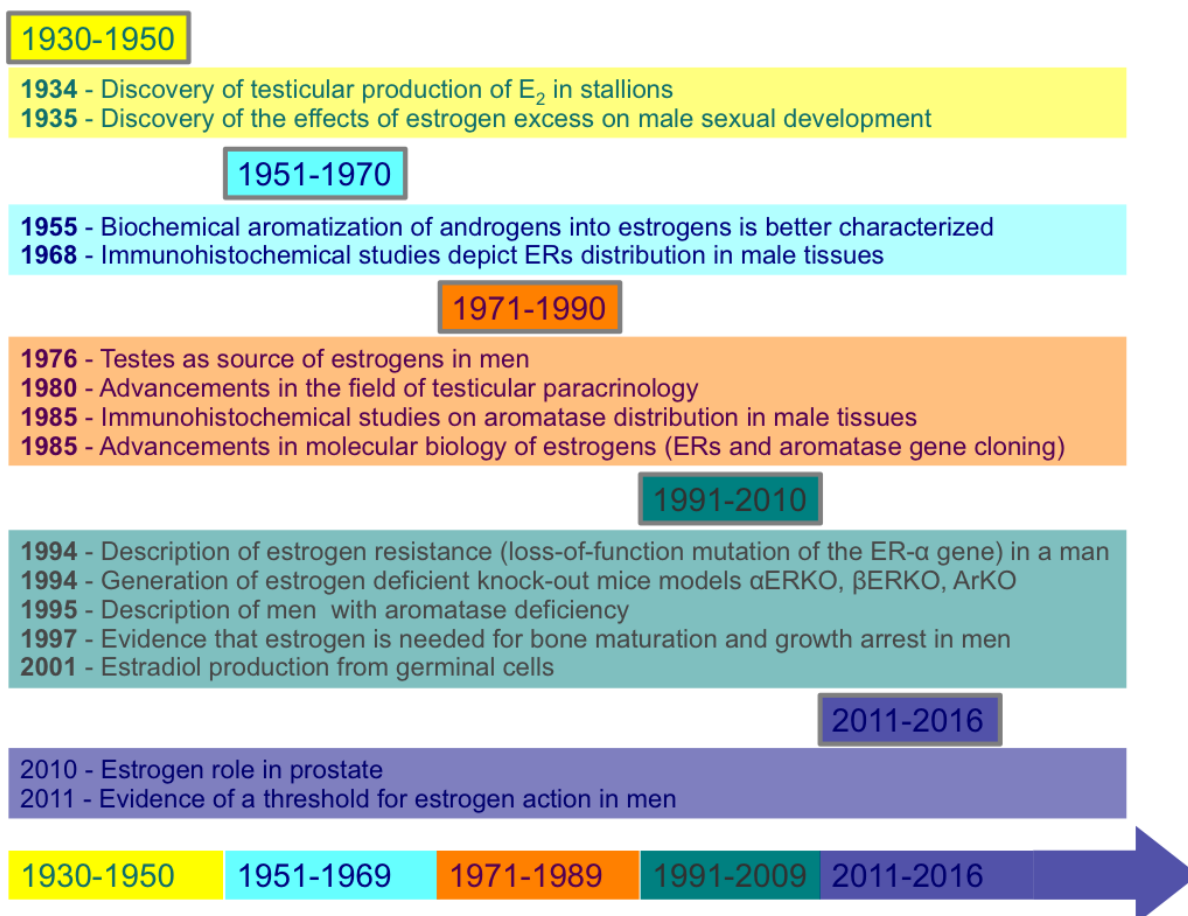 1930-1950
1934 - Discovery of testicular production of E₂ in stallions
1935 - Discovery of the effects of estrogen excess on male sexual development
1951-1970
1955 - Biochemical aromatization of androgens into estrogens is better characterized
1968 - Immunohistochemical studies depict ERs distribution in male tissues
1971-1990
1976 - Testes as source of estrogens in men
1980 - Advancements in the field of testicular paracrinology
1985 - Immunohistochemical studies on aromatase distribution in male tissues
1985 - Advancements in molecular biology of estrogens (ERs and aromatase gene cloning)
1991-2010
1994 - Description of estrogen resistance (loss-of-function mutation of the ER-α gene) in a man
1994 - Generation of estrogen deficient knock-out mice models αERKO, βERKO, ArKO
1995 - Description of men with aromatase deficiency
1997 - Evidence that estrogen is needed for bone maturation and growth arrest in men
2001 - Estradiol production from germinal cells
2011-2016
2010 - Estrogen role in prostate
2011 - Evidence of a threshold for estrogen action in men
1930-1950 1951-1969 1971-1989 1991-2009 2011-2016